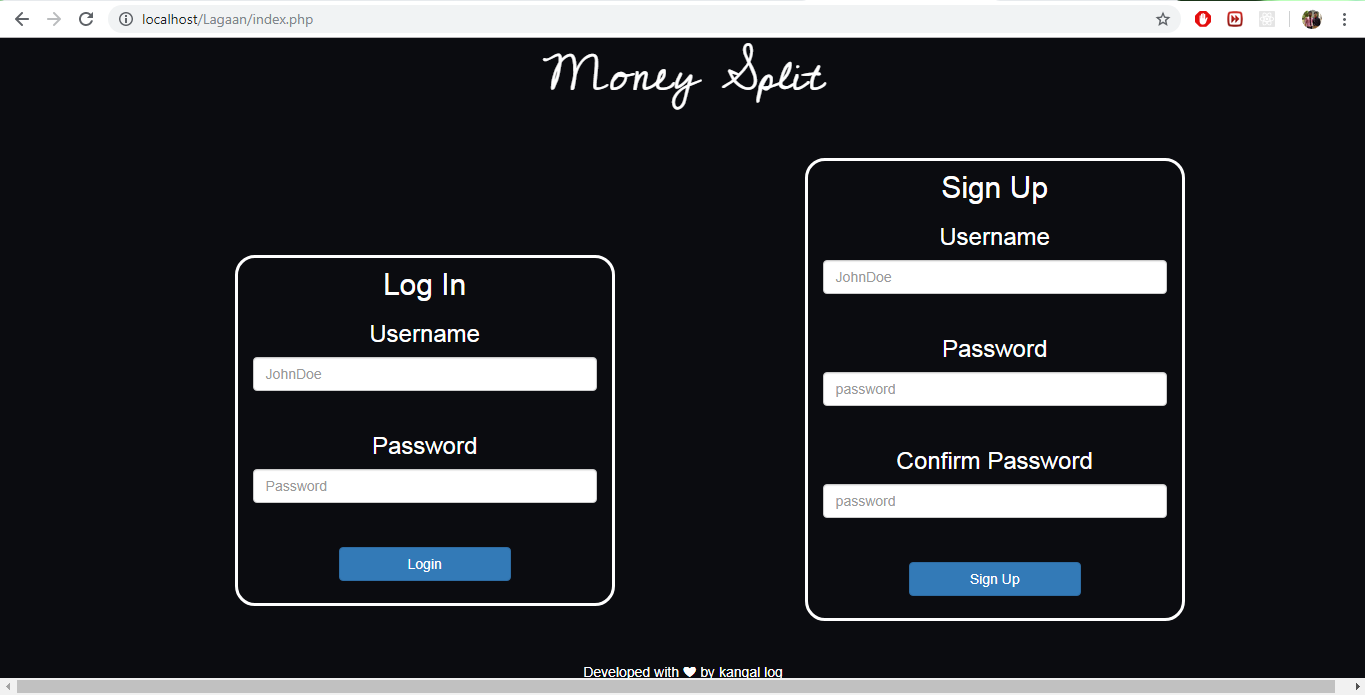 localhost/Lagaan/index.php
Money Split
Log In
Username
JohnDoe
Password
Password
Login
Sign Up
Username
JohnDoe
Password
password
Confirm Password
password
Sign Up
Developed with ♥ by kangal log